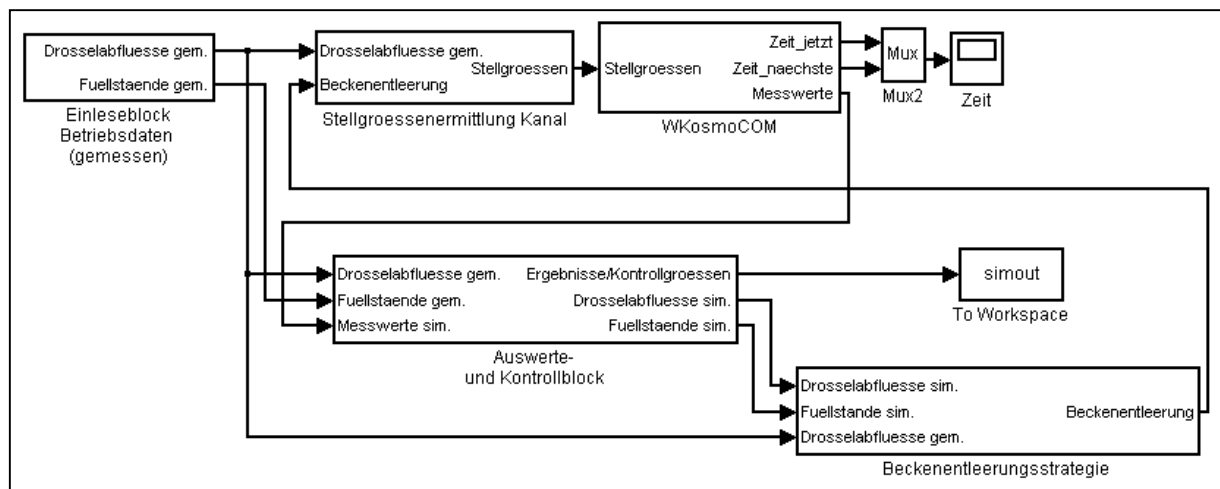 Drosselabfluesse gem.
Fuellstaende gem.
Einleseblock
Betriebsdaten
(gemessen)
Drosselabfluesse gem.
Stellgroessen
Beckenentleerung
Stellgroessenermittlung Kanal
Zeit_jetzt
Stellgroessen
Zeit_naechste
Messwerte
WKosmoCOM
Mux
Mux2
Zeit
Drosselabfluesse gem.
Fuellstaende gem.
Messwerte sim.
Ergebnisse/Kontrollgroessen
Drosselabfluesse sim.
Fuellstaende sim.
Auswerte-
und Kontrollblock
simout
To Workspace
Drosselabfluesse sim.
Fuellstande sim.
Drosselabfluesse gem.
Beckenentleerung
Beckenentleerungsstrategie